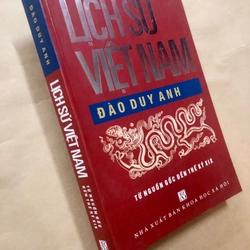 LỊCH SỬ
VIỆT NAM
ĐÀO DUY ANH
TỪ NGUỒN GỐC ĐẾN THẾ KỶ XIX
NHÀ XUẤT BẢN KHOA HỌC XÃ HỘI
ĐÀO DUY ANH
LỊCH SỬ VIỆT NAM